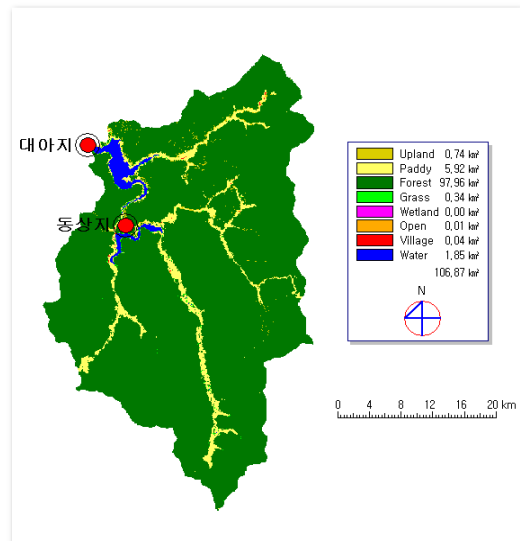 대아지
동상지
Upland 0,74 km²
Paddy 5,92 km²
Forest 97,96 km²
Grass 0,34 km²
Wetland 0,00 km²
Open 0,01 km²
Village 0,04 km²
Water 1,85 km²
106,87 km²
N
0 4 8 12 16 20 km